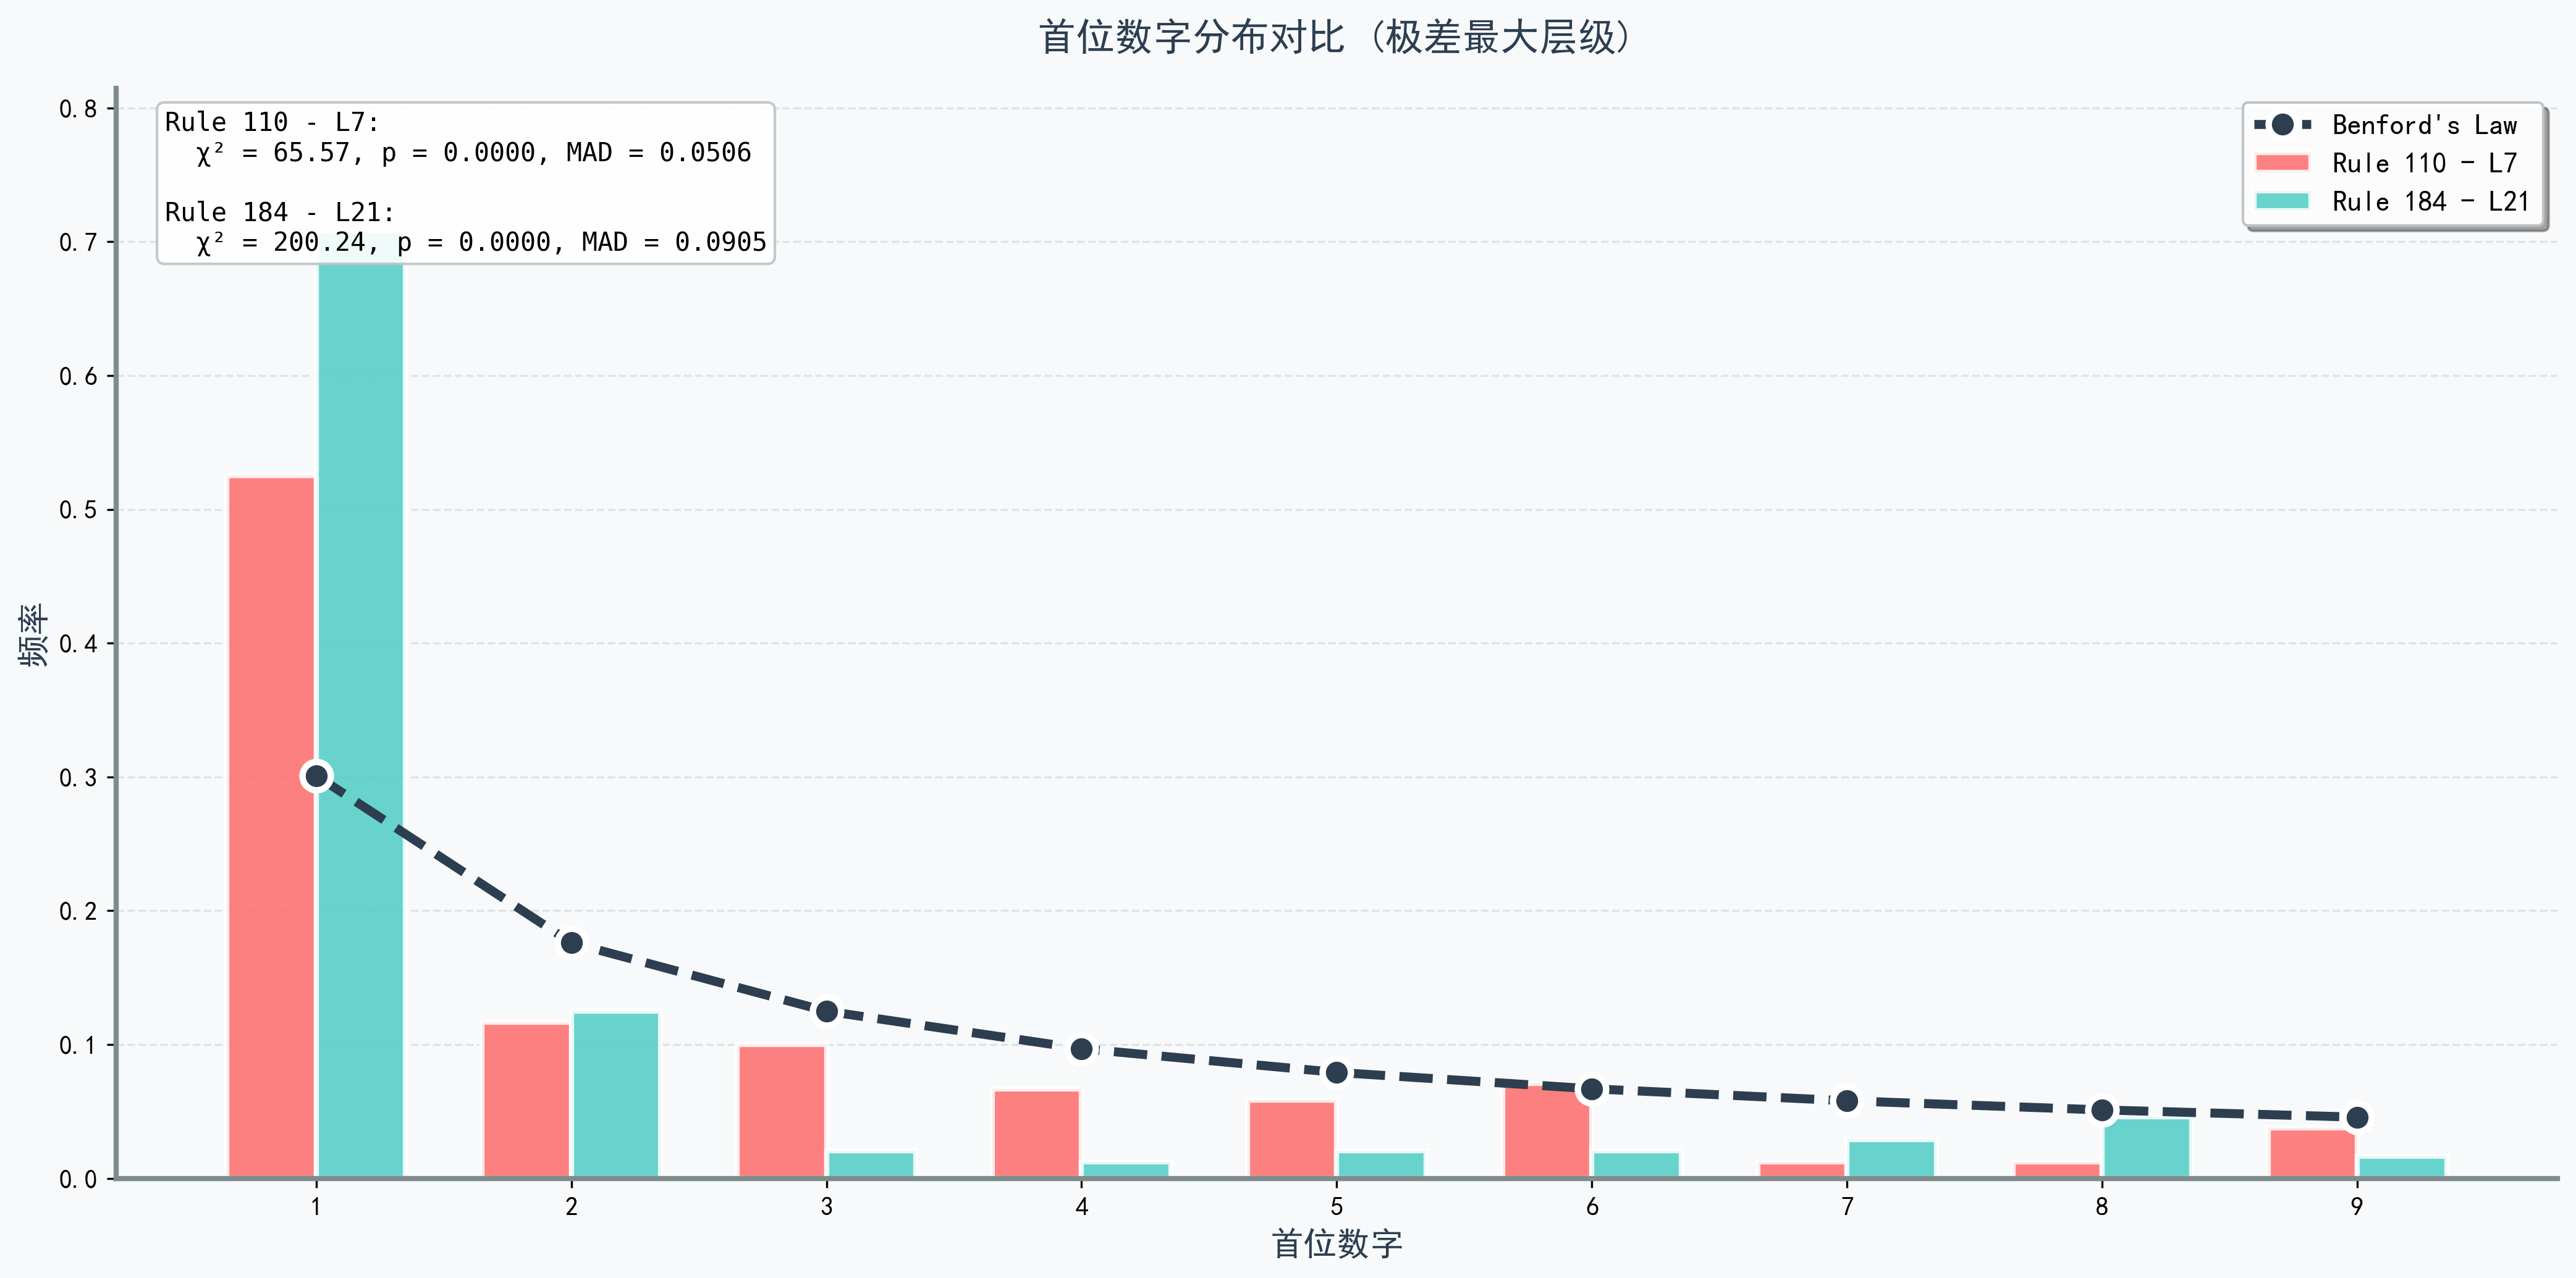 首位数字分布对比 (极差最大层级)
Rule 110 - L7:
χ² = 65.57, p = 0.0000, MAD = 0.0506
Rule 184 - L21:
χ² = 200.24, p = 0.0000, MAD = 0.0905
Benford's Law
Rule 110 - L7
Rule 184 - L21
频率
0.8
0.7
0.6
0.5
0.4
0.3
0.2
0.1
0.0
1 2 3 4 5 6 7 8 9
首位数字